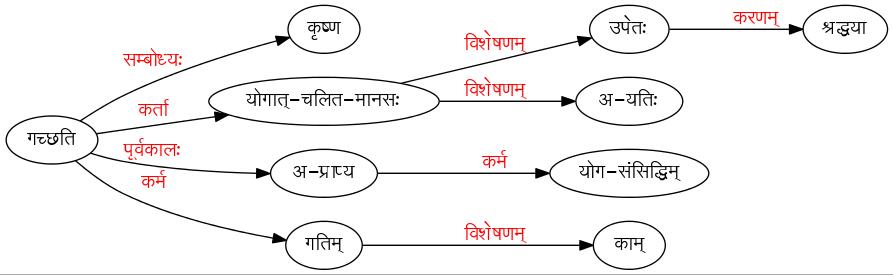 कृष्ण
उपेतः
करणम्
श्रद्धया
विशेषणम्
सम्बोध्यः
योगात्-चलित-मानसः
विशेषणम्
अ-यतिः
कर्ता
गच्छति
पूर्वकालः
अ-प्राप्य
कर्म
योग-संसिद्धिम्
कर्म
गतिम्
विशेषणम्
काम्